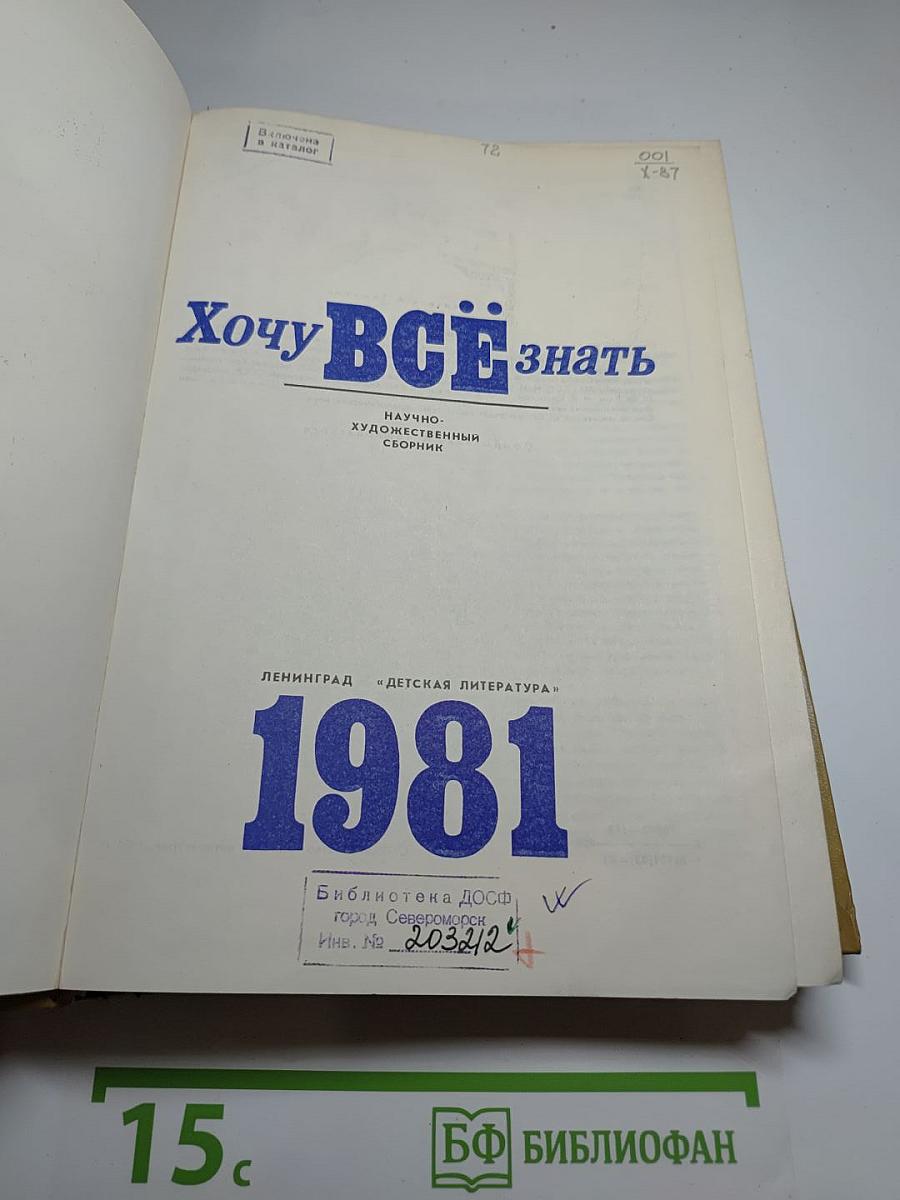 Включена
в каталог
72
001
Х-87
Хочу ВСЁ знать
НАУЧНО-
ХУДОЖЕСТВЕННЫЙ
СБОРНИК
ЛЕНИНГРАД «ДЕТСКАЯ ЛИТЕРАТУРА»
1981
Библиотека ДОСФ
город Североморск
Инв. № 203212
15 с
БФ БИБЛИОФАН